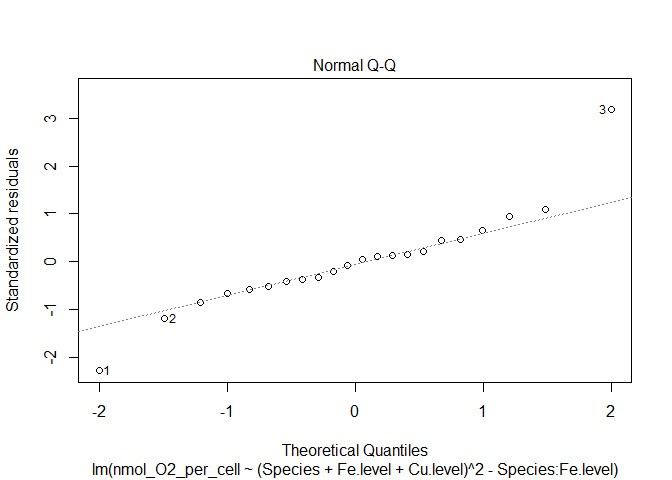 Normal Q-Q
Standardized residuals
3
2
1
0
-1
-2
3
2
1
-2 -1 0 1 2
Theoretical Quantiles
lm(nmol_O2_per_cell ~ (Species + Fe.level + Cu.level)^2 - Species:Fe.level)